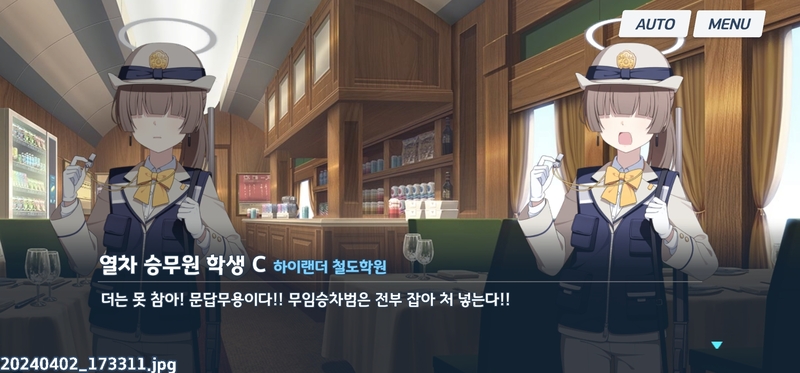 AUTO
MENU
열차 승무원 학생 C 하이랜더 철도학원
더는 못 참아! 문답무용이다!! 무임승차범은 전부 잡아 처 넣는다!!
20240402_173311.jpg